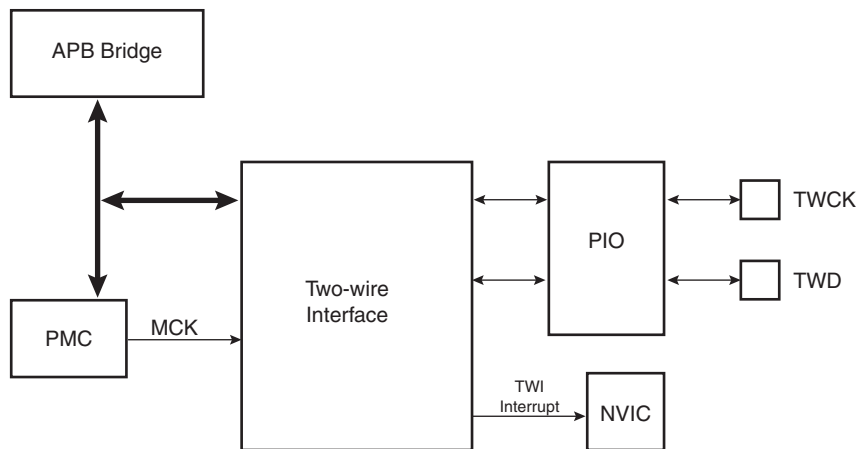 APB Bridge
TWCK
PIO
Two-wire
Interface
TWD
PMC
MCK
TWI
Interrupt
NVIC